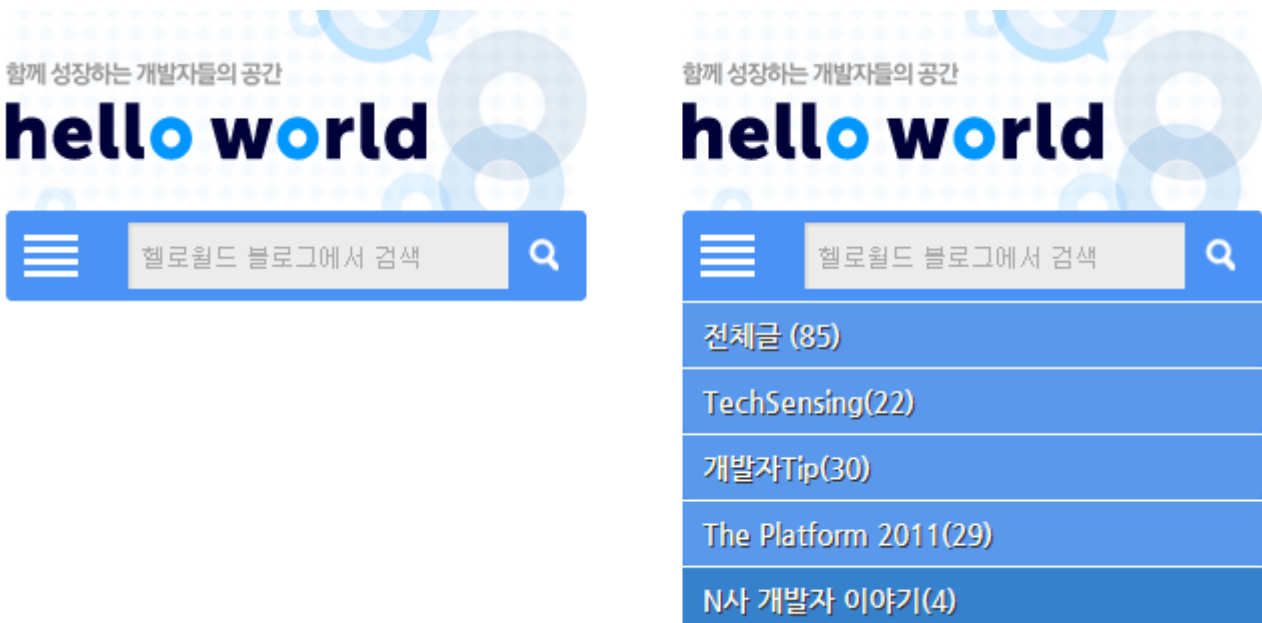 함께 성장하는 개발자들의 공간
hello world
헬로월드 블로그에서 검색
함께 성장하는 개발자들의 공간
hello world
헬로월드 블로그에서 검색
전체글 (85)
TechSensing(22)
개발자Tip(30)
The Platform 2011(29)
N사 개발자 이야기(4)